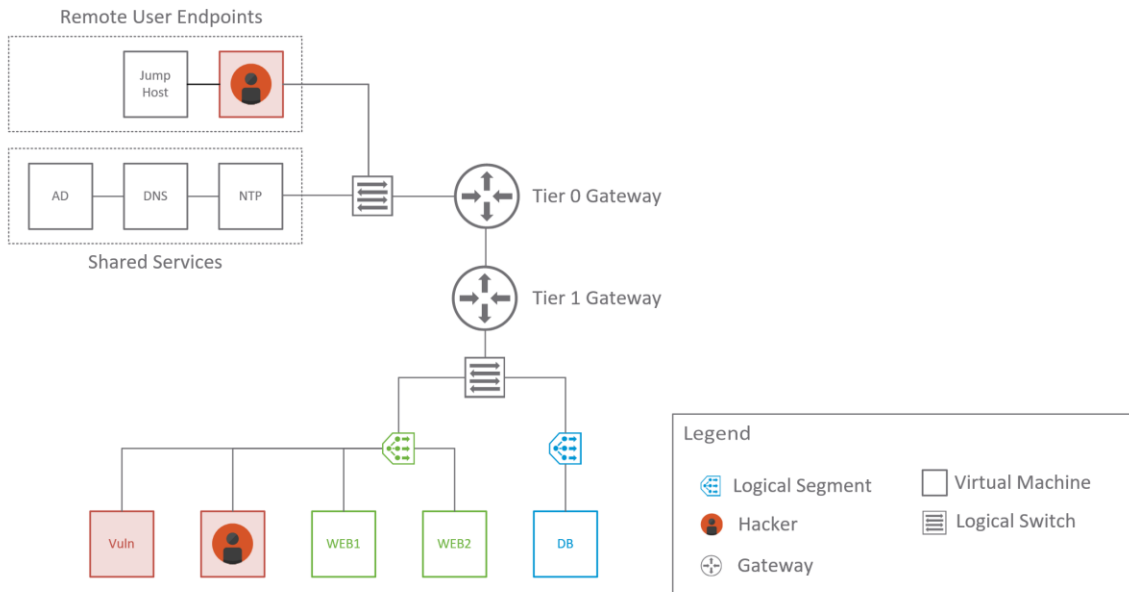 Remote User Endpoints
Jump
Host
AD
DNS
NTP
Shared Services
Tier 0 Gateway
Tier 1 Gateway
Vuln
WEB1
WEB2
DB
Legend
Logical Segment
Virtual Machine
Hacker
Logical Switch
Gateway